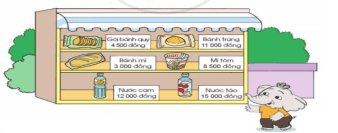 Gói bánh quy
4 500 đồng
Bánh trứng
11 000 đồng
Bánh mì
3 000 đồng
Mì tôm
8 500 đồng
Nước cam
12 000 đồng
Nước táo
15 000 đồng